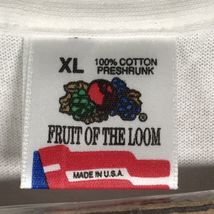 XL 100% COTTON
PRESHRUNK
®
FRUIT OF THE LOOM
MADE IN U.S.A.